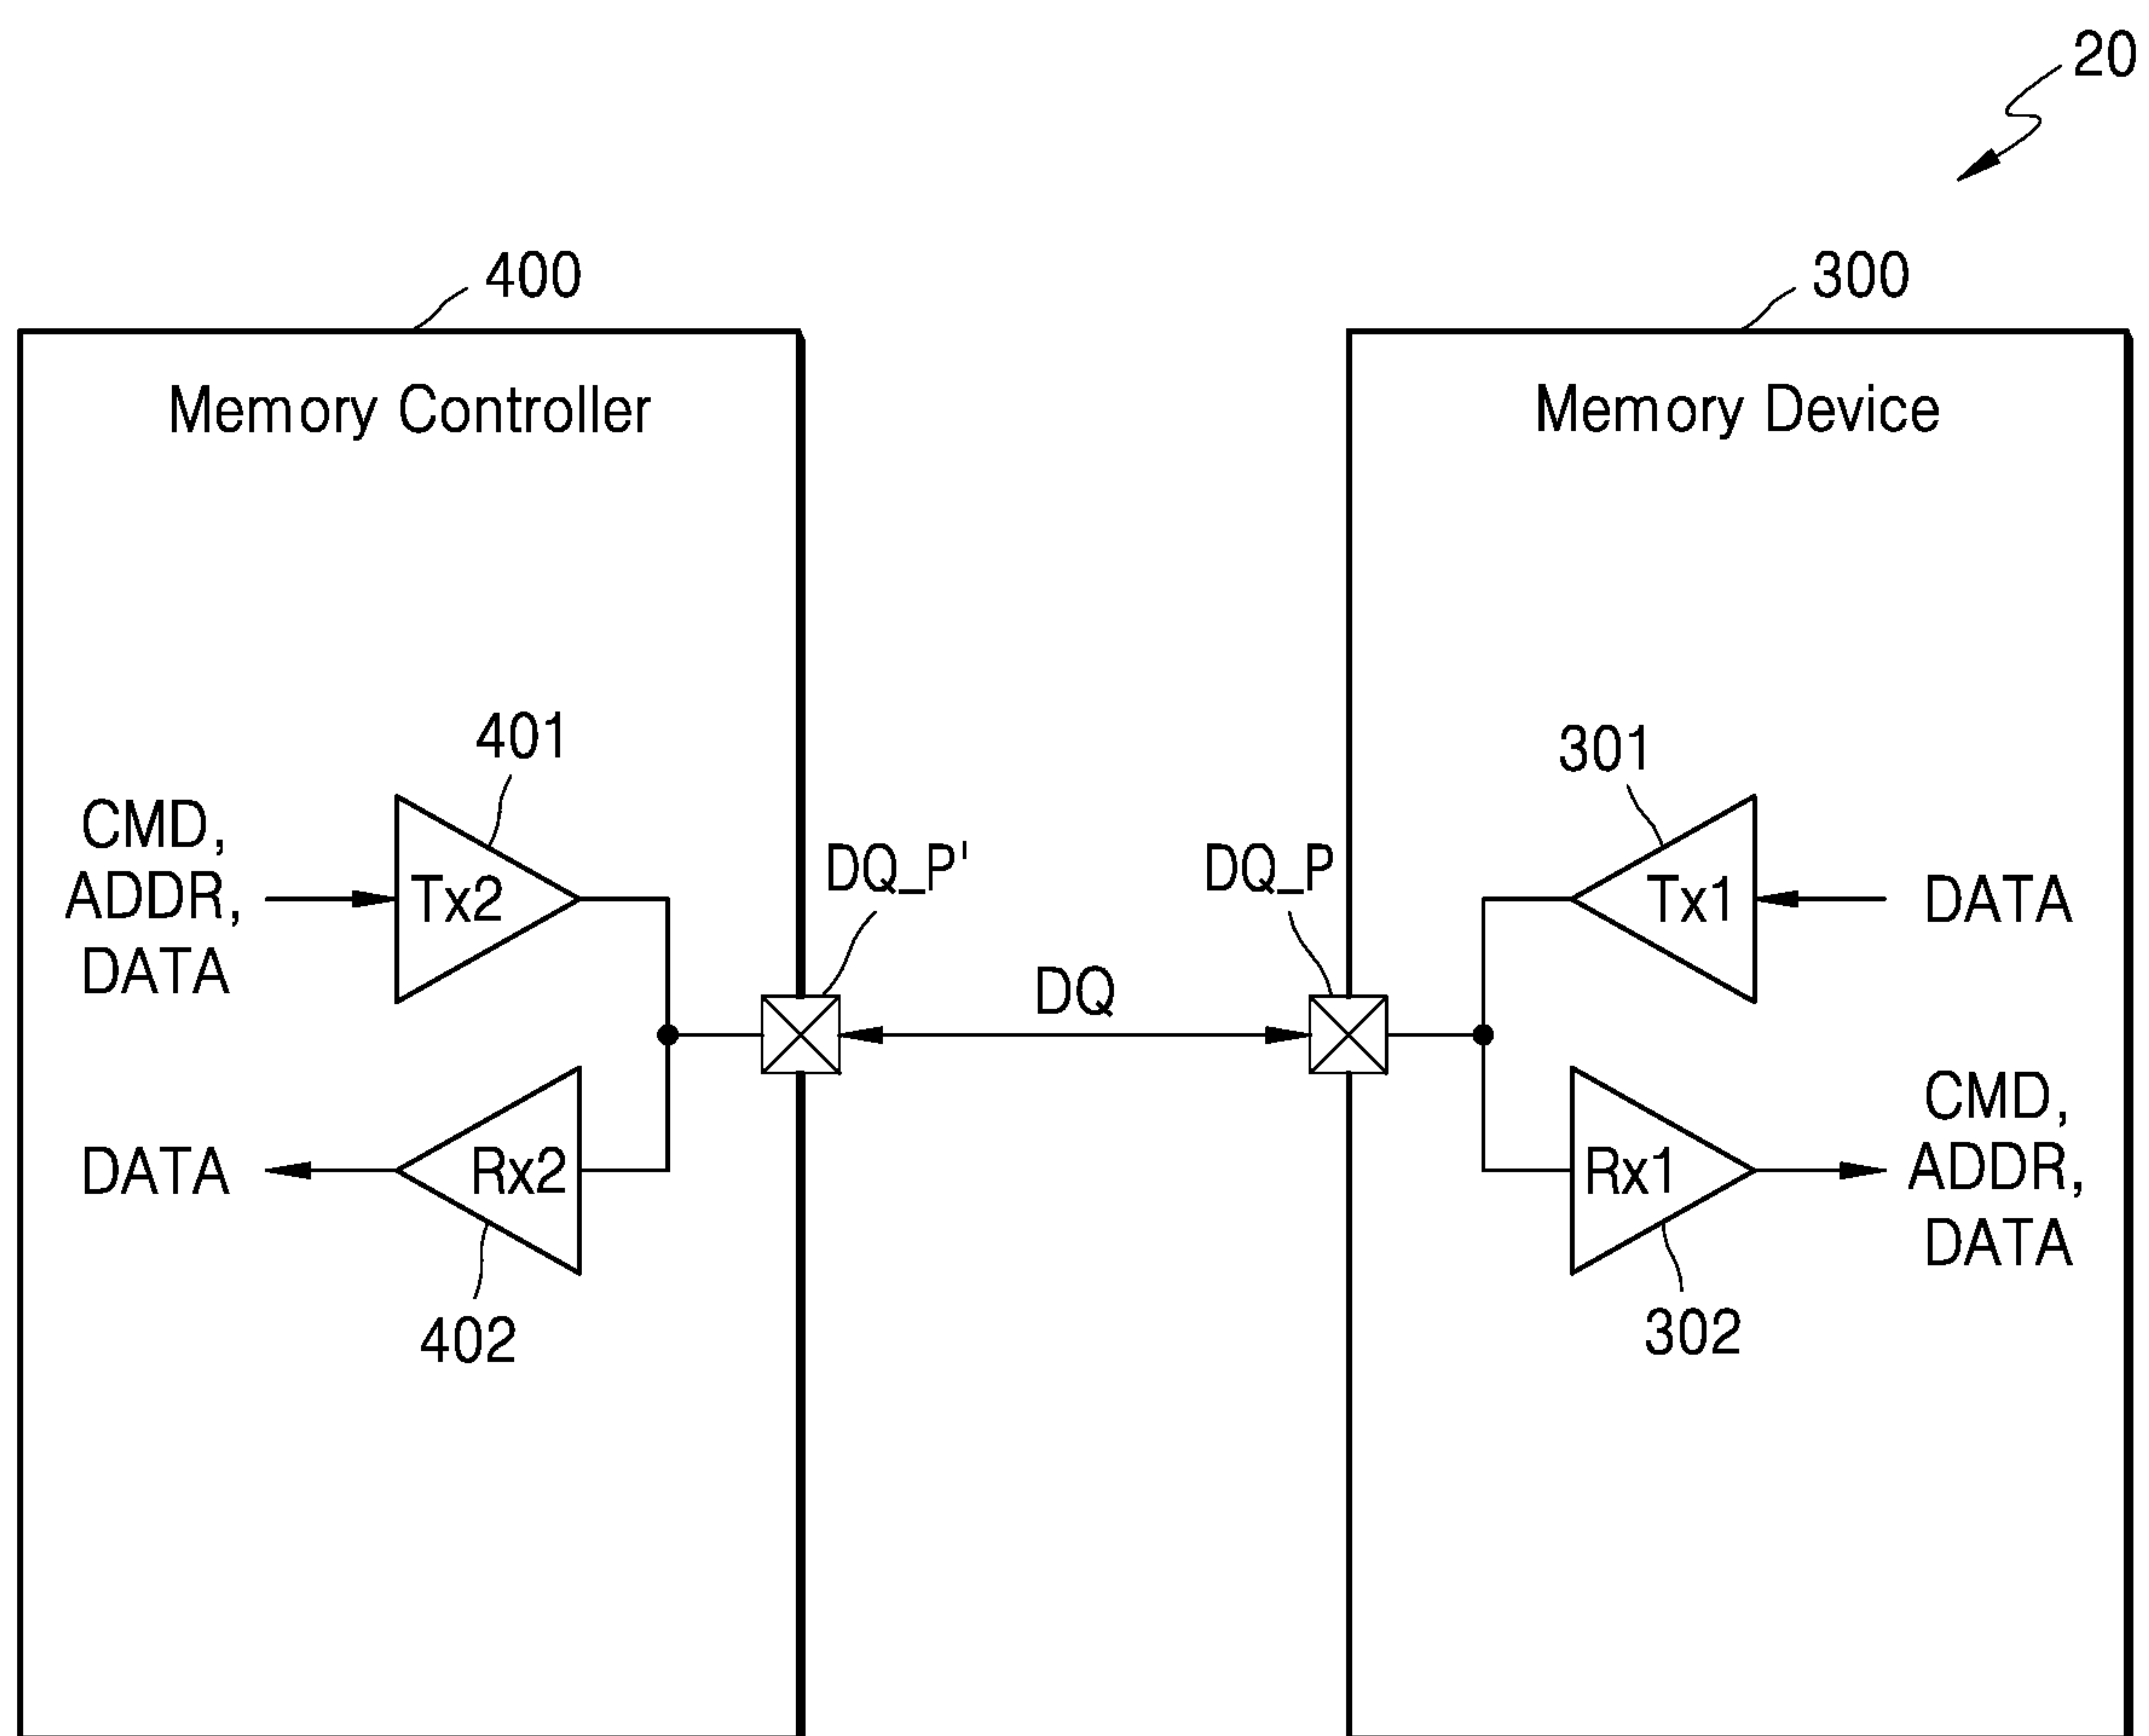 20
400
300
Memory Controller
Memory Device
401
301
CMD,
ADDR,
DATA
Tx2
DQ_P'
DQ_P
DQ
Tx1
DATA
DATA
Rx2
Rx1
CMD,
ADDR,
DATA
402
302